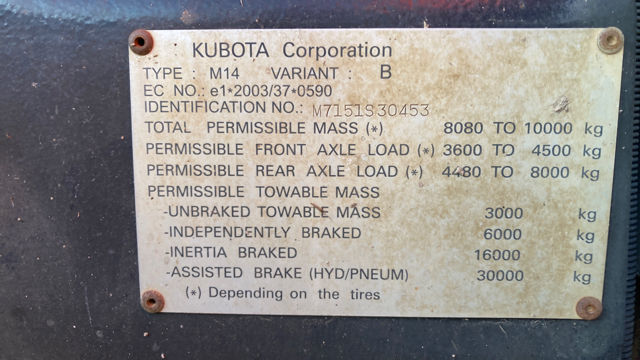 KUBOTA Corporation
TYPE : M14 VARIANT : B
EC NO.: e1*2003/37*0590
IDENTIFICATION NO.: M7151S30453
TOTAL PERMISSIBLE MASS (*) 8080 TO 10000 kg
PERMISSIBLE FRONT AXLE LOAD (*) 3600 TO 4500 kg
PERMISSIBLE REAR AXLE LOAD (*) 4480 TO 8000 kg
PERMISSIBLE TOWABLE MASS
-UNBRAKED TOWABLE MASS 3000 kg
-INDEPENDENTLY BRAKED 6000 kg
-INERTIA BRAKED 16000 kg
-ASSISTED BRAKE (HYD/PNEUM) 30000 kg
(*) Depending on the tires